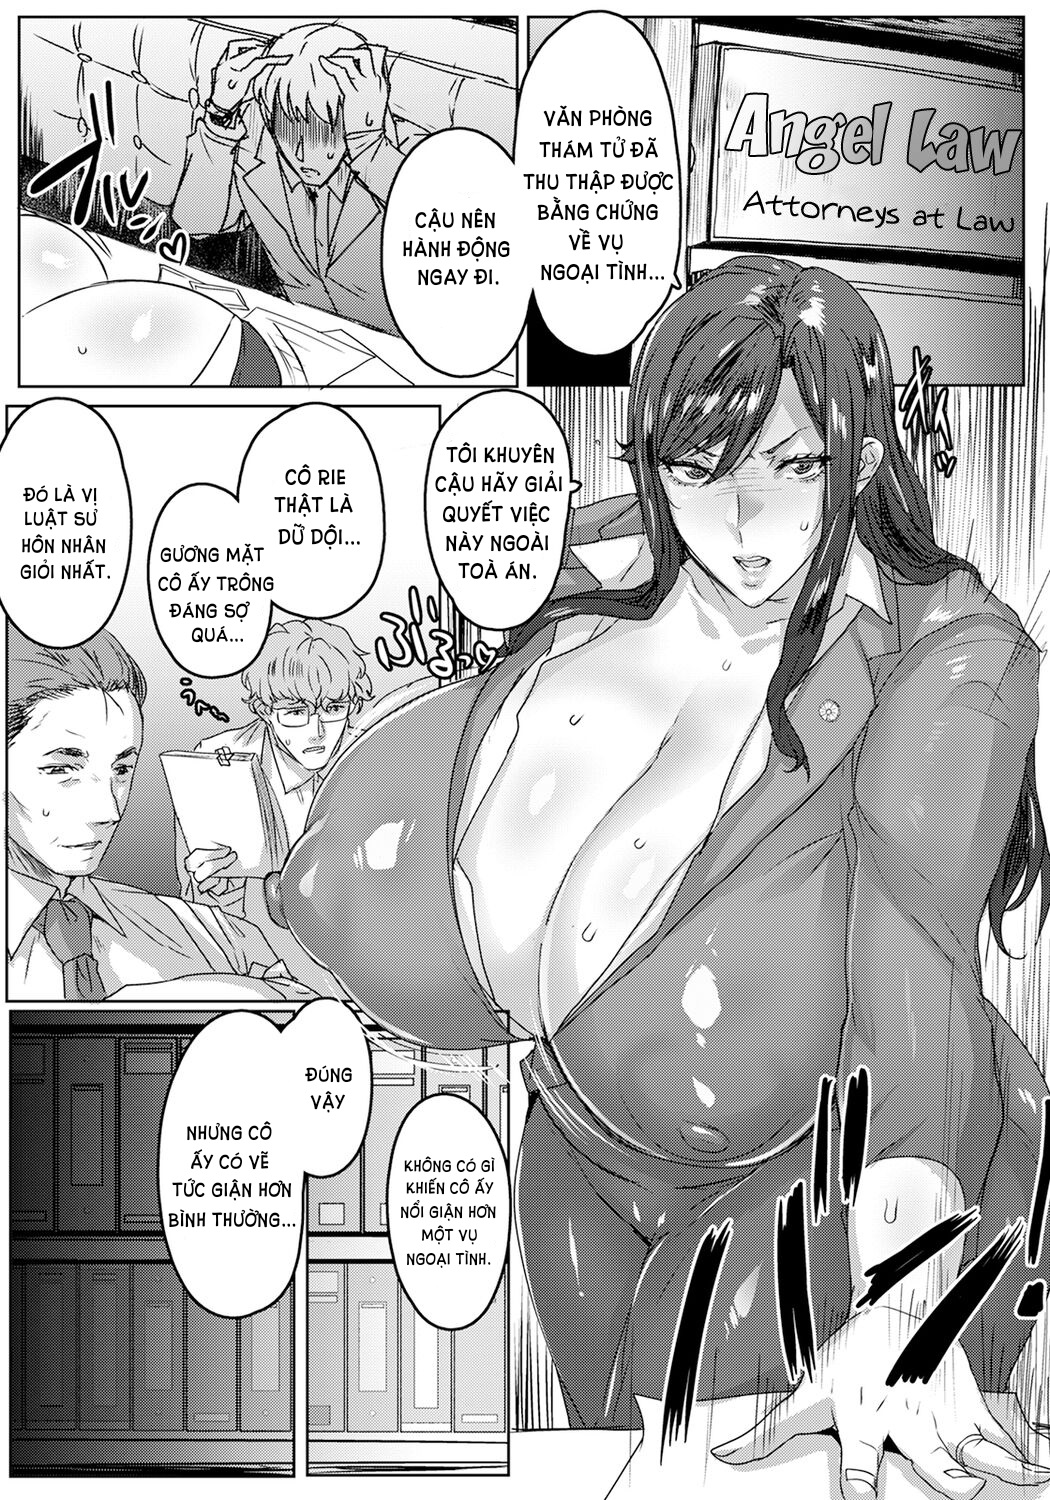 Angel Law
Attorneys at Law
VĂN PHÒNG
THÁM TỬ ĐÃ
THU THẬP ĐƯỢC
BẰNG CHỨNG
VỀ VỤ
NGOẠI TÌNH...
CẬU NÊN
HÀNH ĐỘNG
NGAY ĐI.
TÔI KHUYÊN
CẬU HÃY GIẢI
QUYẾT VIỆC
NÀY NGOÀI
TOÀ ÁN.
CÔ RIE
THẬT LÀ
DỮ DỘI...
GƯƠNG MẶT
CÔ ẤY TRÔNG
ĐÁNG SỢ
QUÁ...
ĐÓ LÀ VỊ
LUẬT SƯ
HÔN NHÂN
GIỎI NHẤT.
ĐÚNG
VẬY
NHƯNG CÔ
ẤY CÓ VẼ
TỨC GIẬN HƠN
BÌNH THƯỜNG...
KHÔNG CÓ GÌ
KHIẾN CÔ ẤY
NỔI GIẬN HƠN
MỘT VỤ
NGOẠI TÌNH.